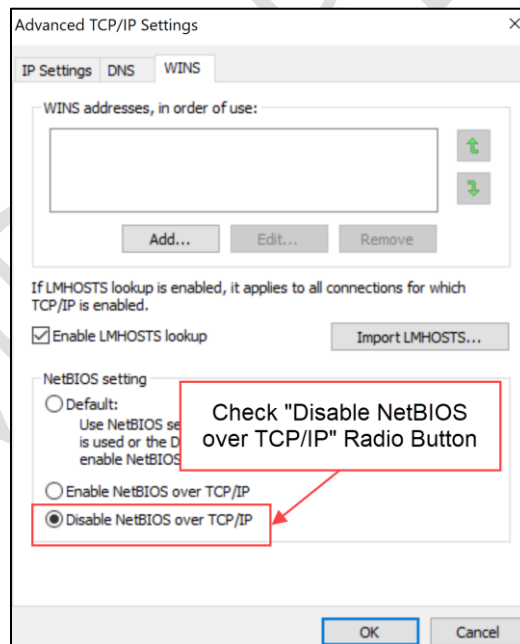 Advanced TCP/IP Settings
IP Settings DNS WINS
WINS addresses, in order of use:
Add... Edit... Remove
If LMHOSTS lookup is enabled, it applies to all connections for which
TCP/IP is enabled.
Enable LMHOSTS lookup Import LMHOSTS...
NetBIOS setting
Default:
Use NetBIOS
is used or the
enable NetBIOS
Check "Disable NetBIOS
over TCP/IP" Radio Button
Enable NetBIOS over TCP/IP
Disable NetBIOS over TCP/IP
OK Cancel